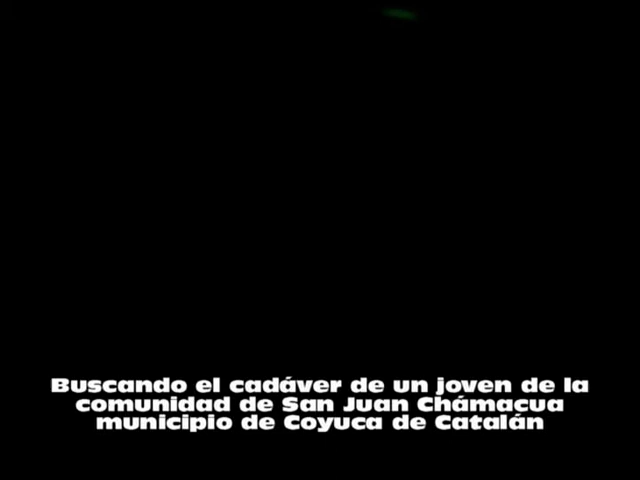 Buscando el cadáver de un joven de la
comunidad de San Juan Chámacua
municipio de Coyuca de Catalán